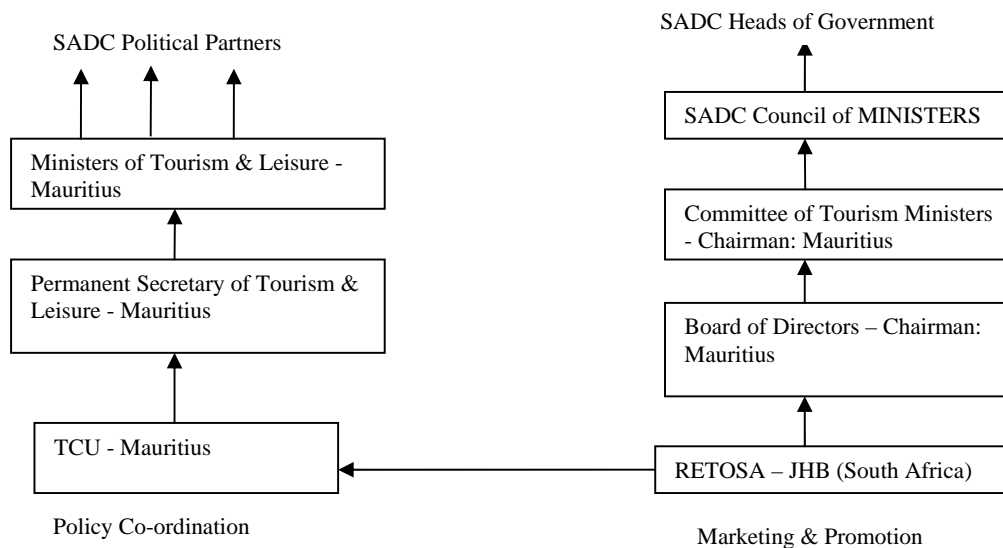 SADC Political Partners
Ministers of Tourism & Leisure -
Mauritius
Permanent Secretary of Tourism &
Leisure - Mauritius
TCU - Mauritius
Policy Co-ordination
SADC Heads of Government
SADC Council of MINISTERS
Committee of Tourism Ministers
- Chairman: Mauritius
Board of Directors – Chairman:
Mauritius
RETOSA – JHB (South Africa)
Marketing & Promotion